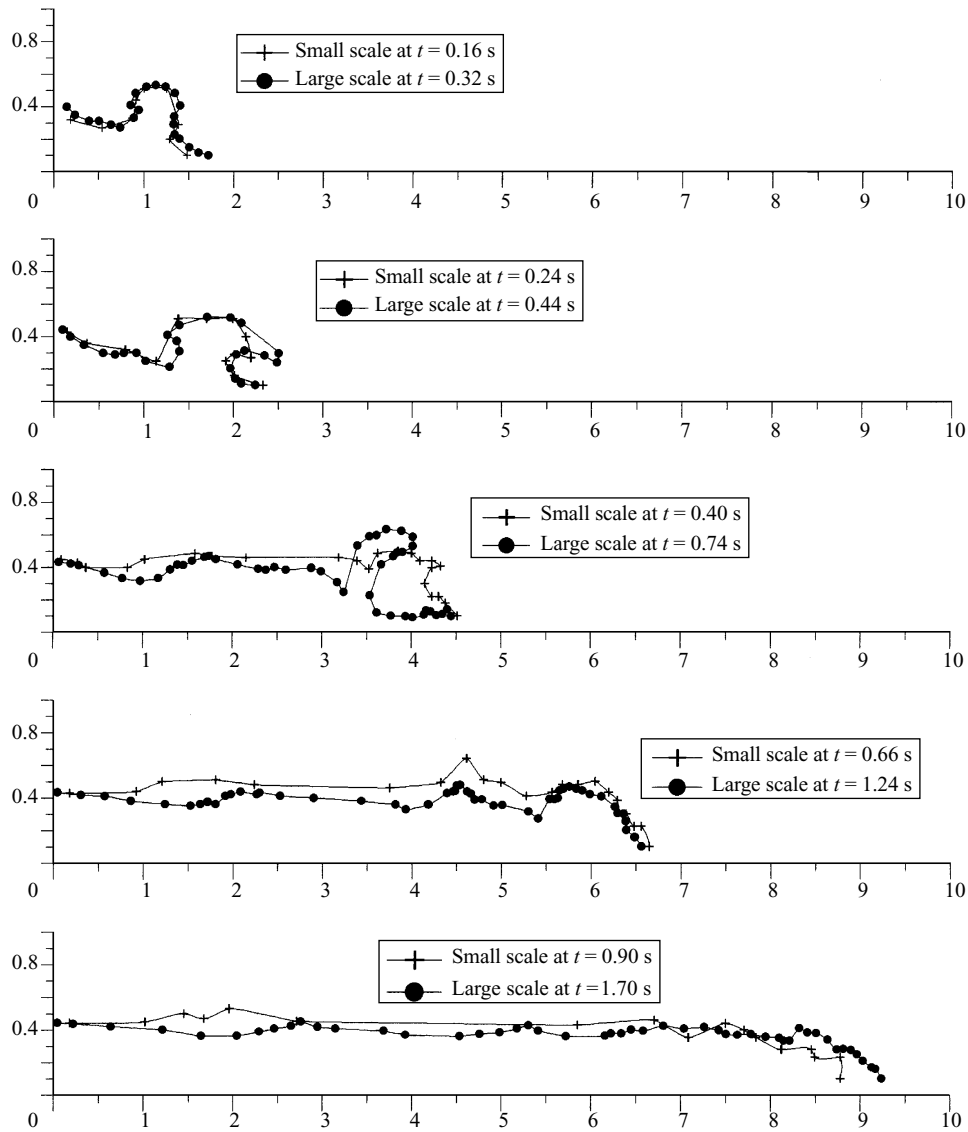 0.8
Small scale at t = 0.16 s
Large scale at t = 0.32 s
0.4
0 1 2 3 4 5 6 7 8 9 10
0.8
Small scale at t = 0.24 s
Large scale at t = 0.44 s
0.4
0 1 2 3 4 5 6 7 8 9 10
0.8
Small scale at t = 0.40 s
Large scale at t = 0.74 s
0.4
0 1 2 3 4 5 6 7 8 9 10
0.8
Small scale at t = 0.66 s
Large scale at t = 1.24 s
0.4
0 1 2 3 4 5 6 7 8 9 10
0.8
Small scale at t = 0.90 s
Large scale at t = 1.70 s
0.4
0 1 2 3 4 5 6 7 8 9 10